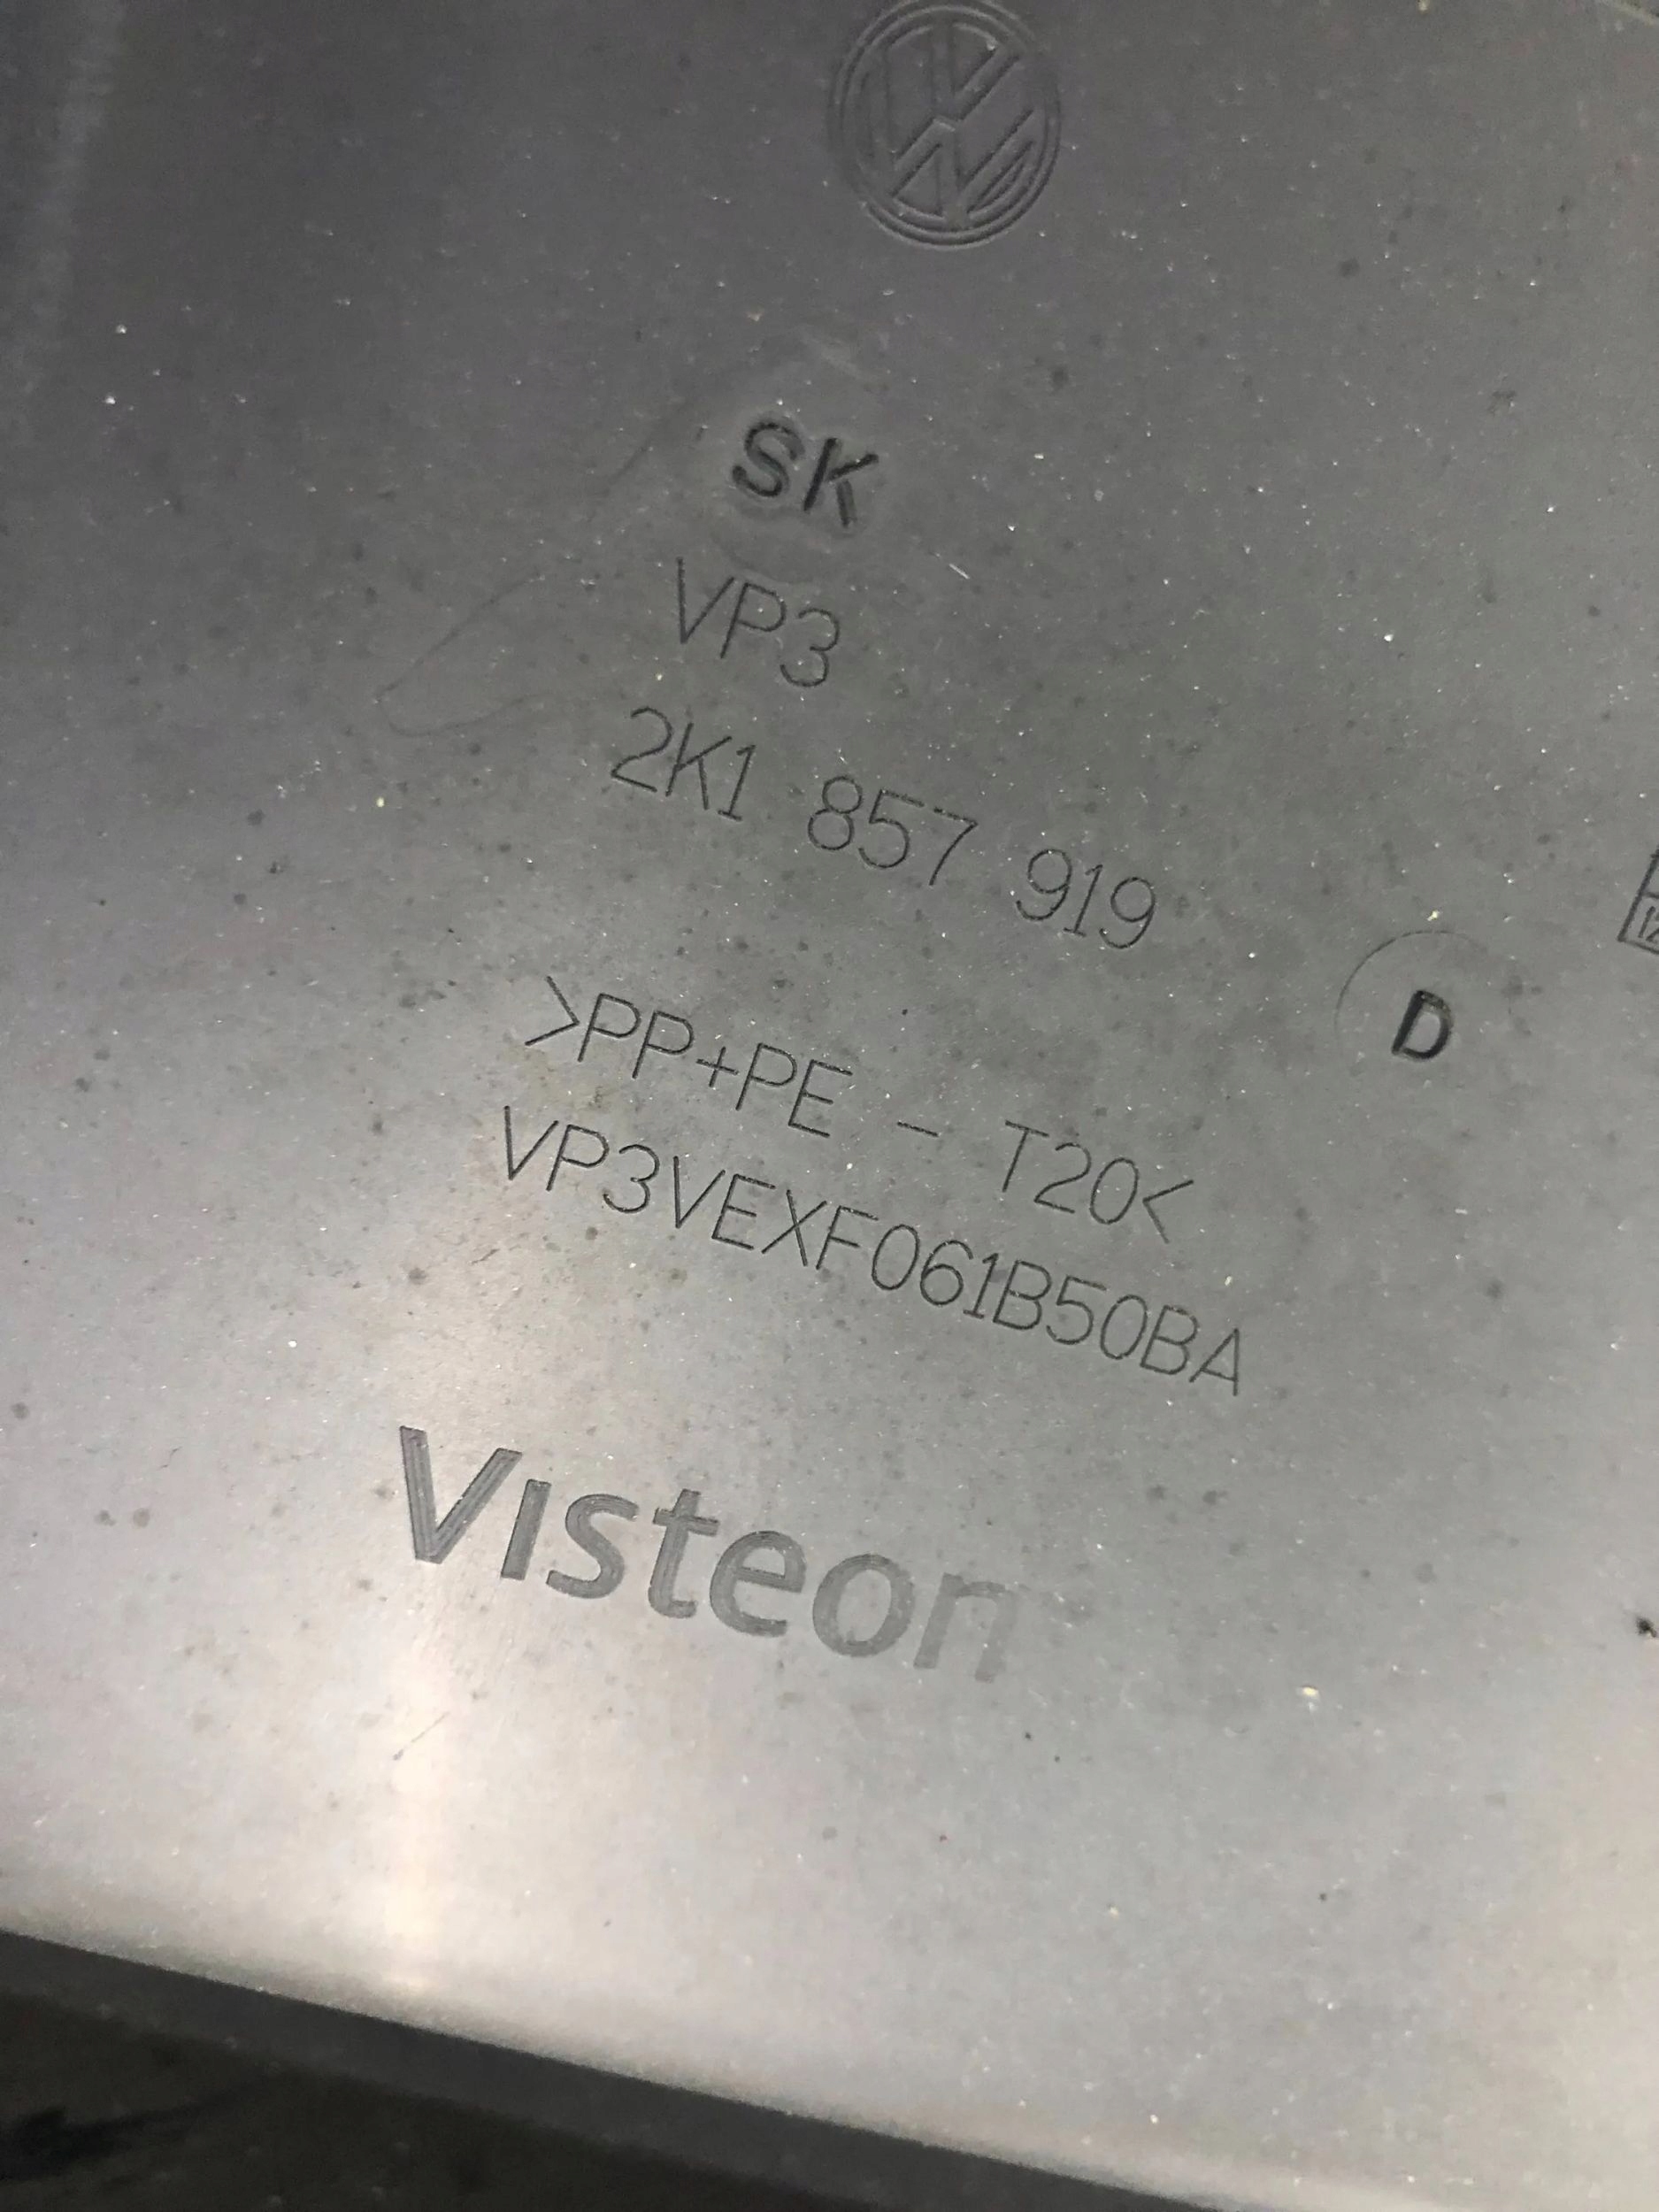 SK
VP3
2K1 857 919
D
>PP+PE - T20<
VP3VEXF061B50BA
Visteon